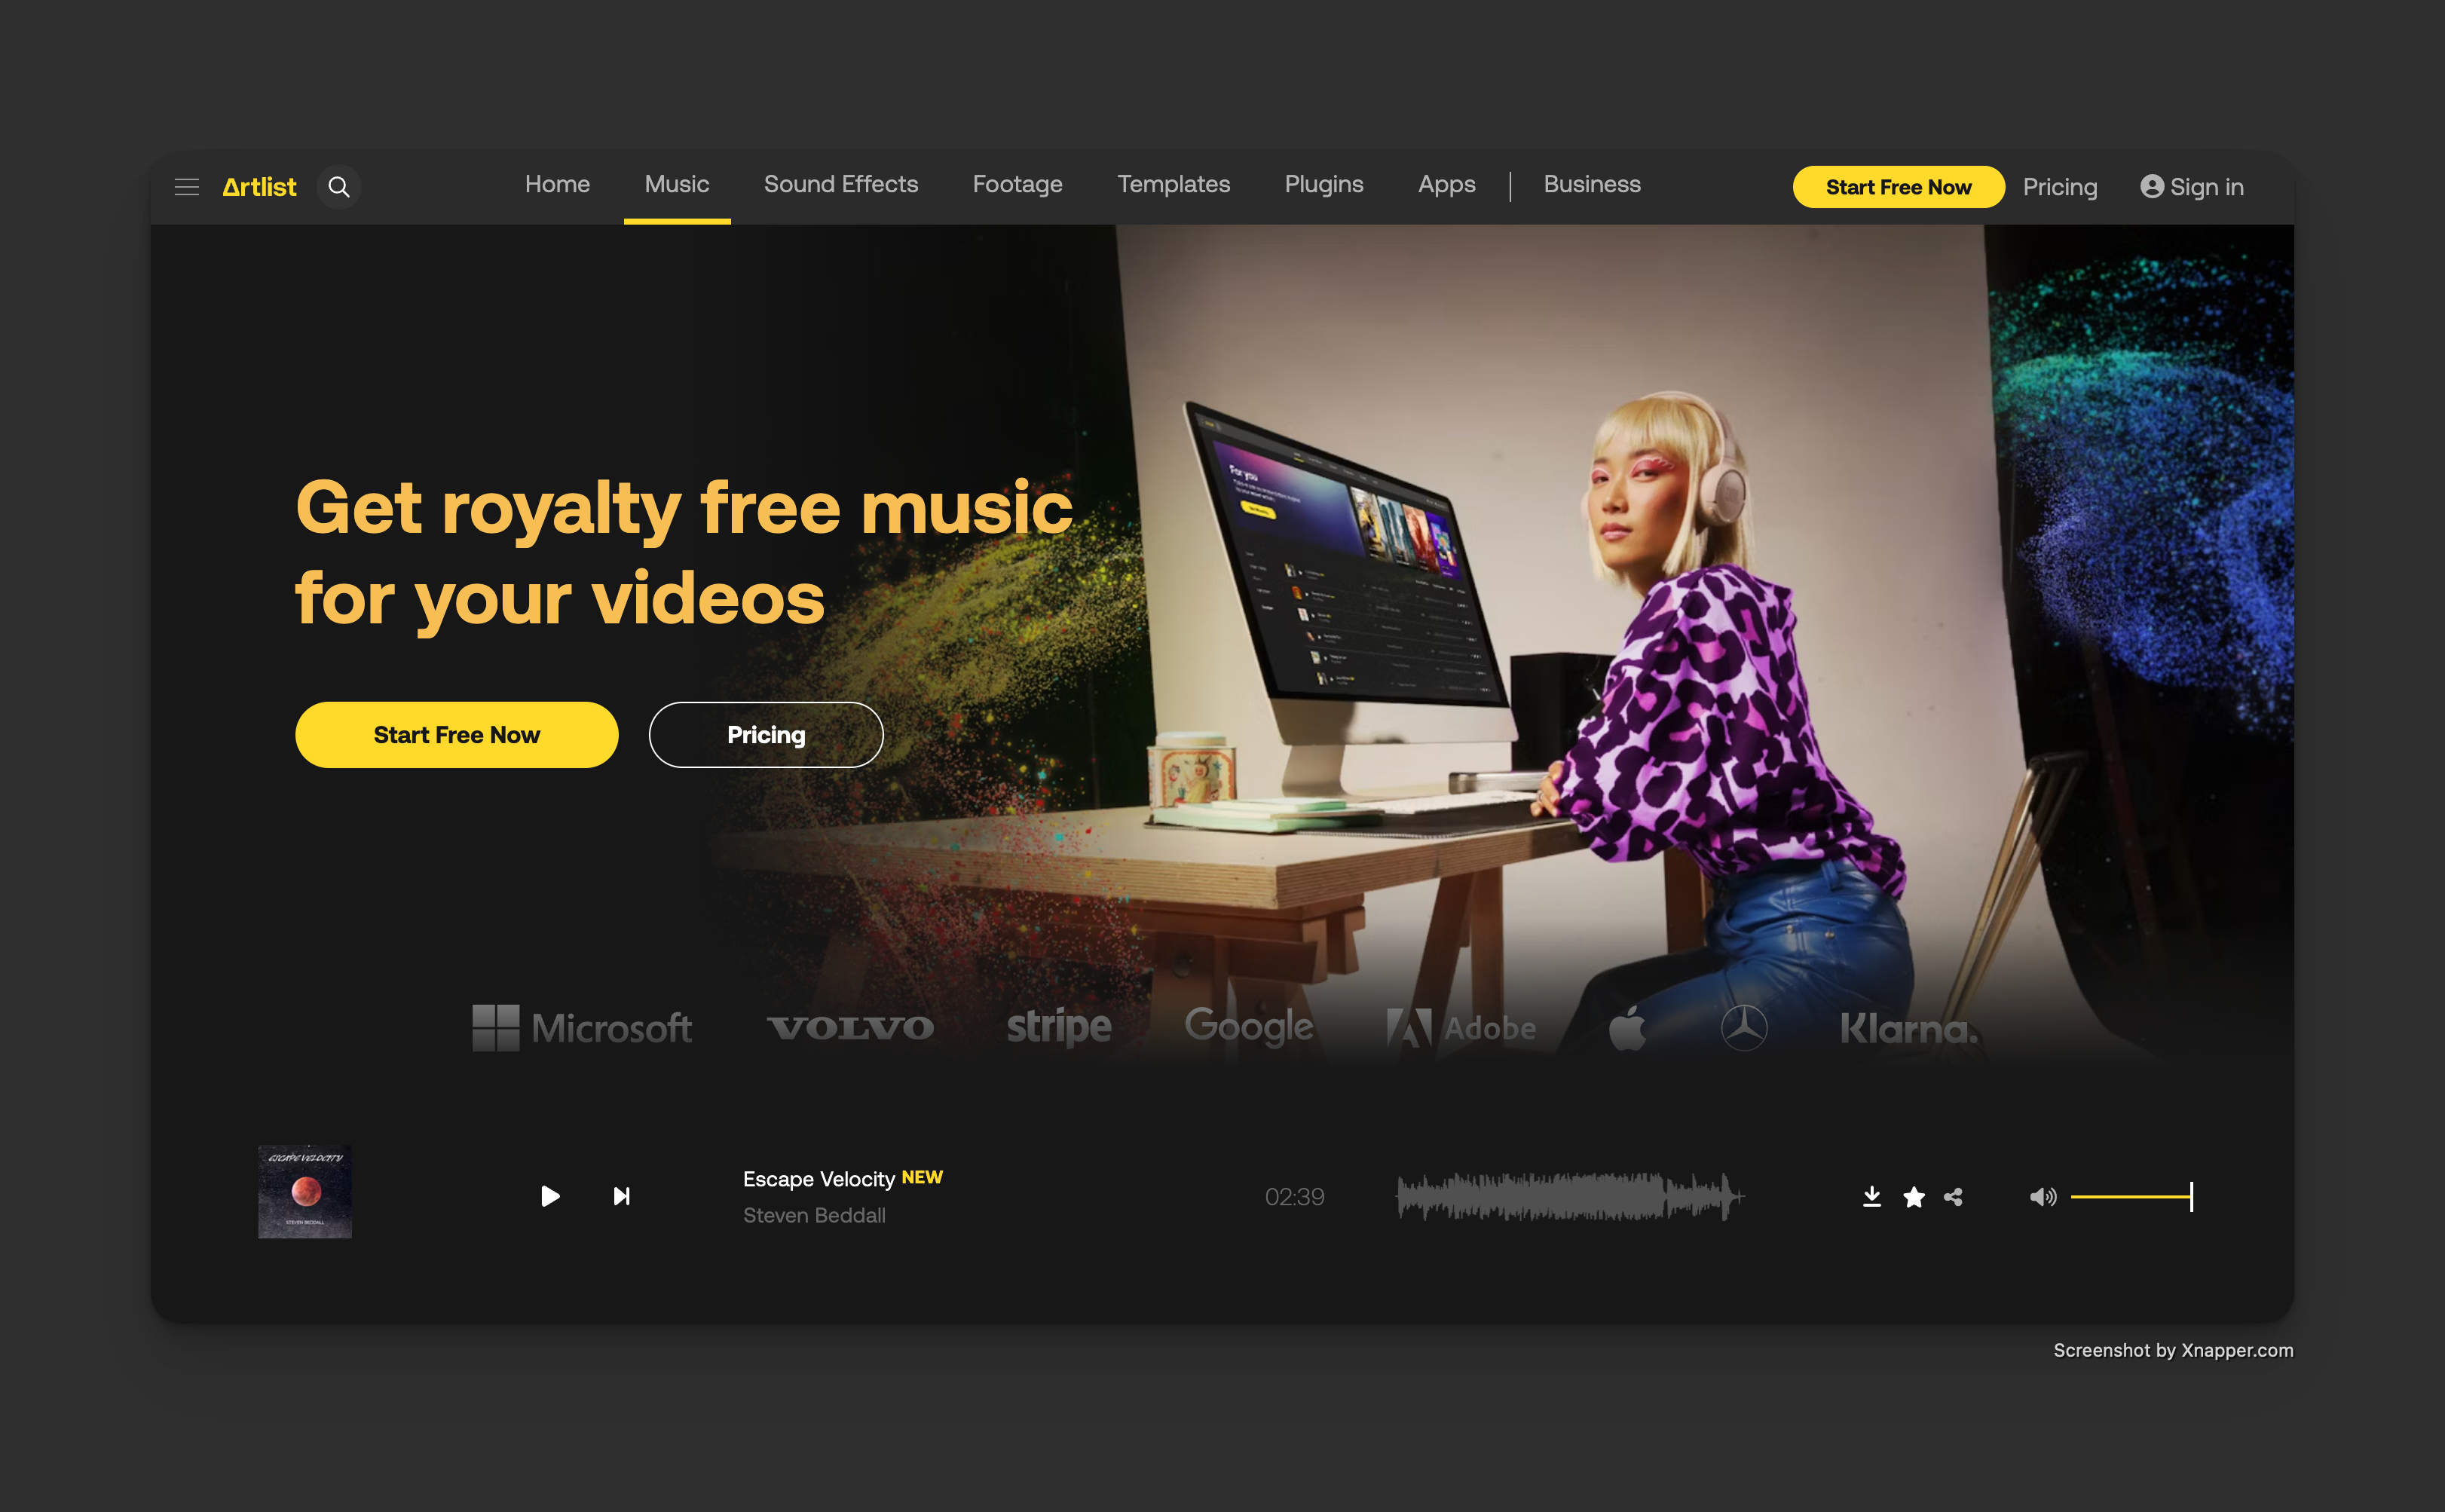 Artlist
Home
Music
Sound Effects
Footage
Templates
Plugins
Apps
Business
Start Free Now
Pricing
Sign in
For you
Get royalty free music
for your videos
Start Free Now
Pricing
Microsoft
VOLVO
stripe
Google
Adobe
Klarna.
ESCAPE VELOCITY
STEVEN BEDDALL
Escape Velocity NEW
Steven Beddall
02:39
Screenshot by Xnapper.com